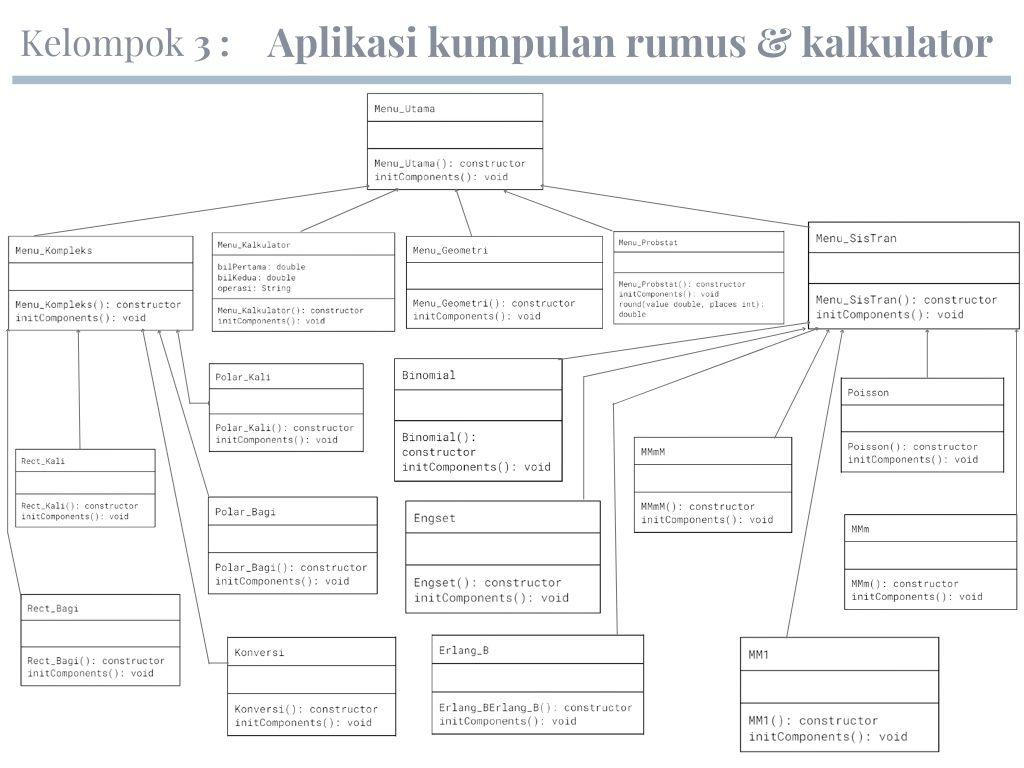 Kelompok 3 : Aplikasi kumpulan rumus & kalkulator
Menu_Utama
Menu_Utama(): constructor
initComponents(): void
Menu_Kompleks
Menu_Kompleks(): constructor
initComponents(): void
Menu_Kalkulator
bilPertama: double
bilKedua: double
operasi: String
Menu_Kalkulator(): constructor
initComponents(): void
Menu_Geometri
Menu_Geometri(): constructor
initComponents(): void
Menu_Probstat
Menu_Probstat(): constructor
initComponents(): void
round(value double, places int):
double
Menu_SisTran
Menu_SisTran(): constructor
initComponents(): void
Polar_Kali
Polar_Kali(): constructor
initComponents(): void
Binomial
Binomial():
constructor
initComponents(): void
Poisson
Poisson(): constructor
initComponents(): void
Rect_Kali
Rect_Kali(): constructor
initComponents(): void
MMmM
MMmM(): constructor
initComponents(): void
Polar_Bagi
Polar_Bagi(): constructor
initComponents(): void
Engset
Engset(): constructor
initComponents(): void
MMm
MMm(): constructor
initComponents(): void
Rect_Bagi
Rect_Bagi(): constructor
initComponents(): void
Konversi
Konversi(): constructor
initComponents(): void
Erlang_B
Erlang_BErlang_B(): constructor
initComponents(): void
MM1
MM1(): constructor
initComponents(): void